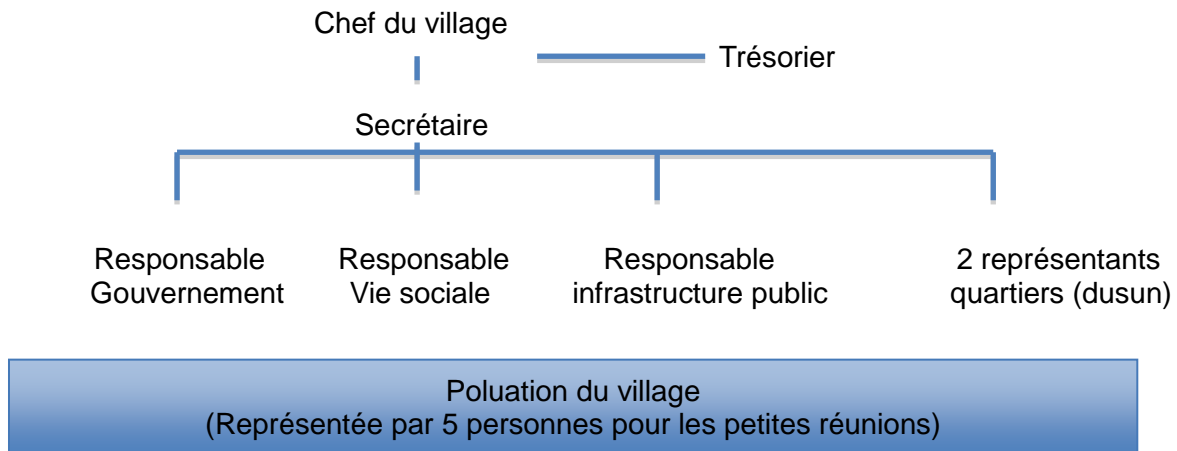 Chef du village
Trésorier
Secrétaire
Responsable
Gouvernement
Responsable
Vie sociale
Responsable
infrastructure public
2 représentants
quartiers (dusun)
Poluation du village
(Représentée par 5 personnes pour les petites réunions)